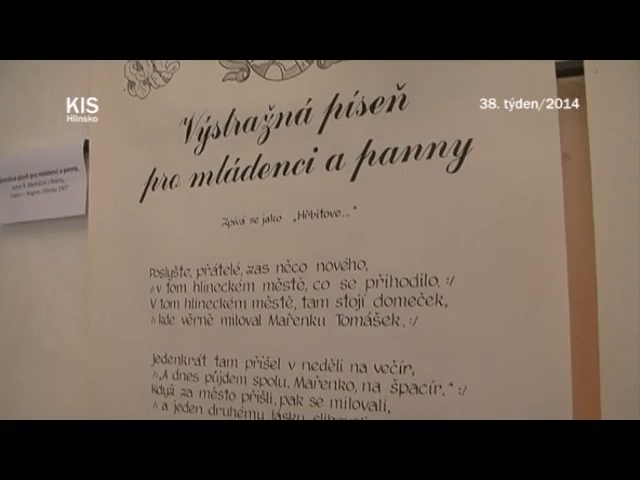 KIS
Hlinsko
38. týden/2014
Výstražná píseň
pro mládenci a panny
Zpívá se jako „Hřbitove..."
pro mládenci a panny,
Poslyšte, přátelé, zas něco nového,
/: v tom hlineckém městě, co se přihodilo, :/
V tom hlineckém městě, tam stojí domeček,
/: kde věrně miloval Mařenku Tomášek, :/
Jedenkrát tam přišel v neděli na večír,
/: „A dnes půjdem spolu, Mařenko, na špacír." :/
Když za město přišli, pak se milovali,
/: a jeden druhému lásku